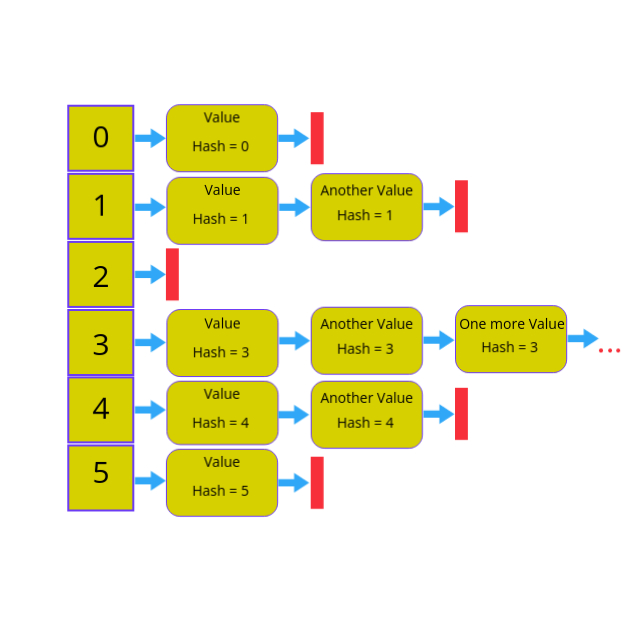 0
Value
Hash = 0
1
Value
Hash = 1
Another Value
Hash = 1
2
3
Value
Hash = 3
Another Value
Hash = 3
One more Value
Hash = 3
...
4
Value
Hash = 4
Another Value
Hash = 4
5
Value
Hash = 5